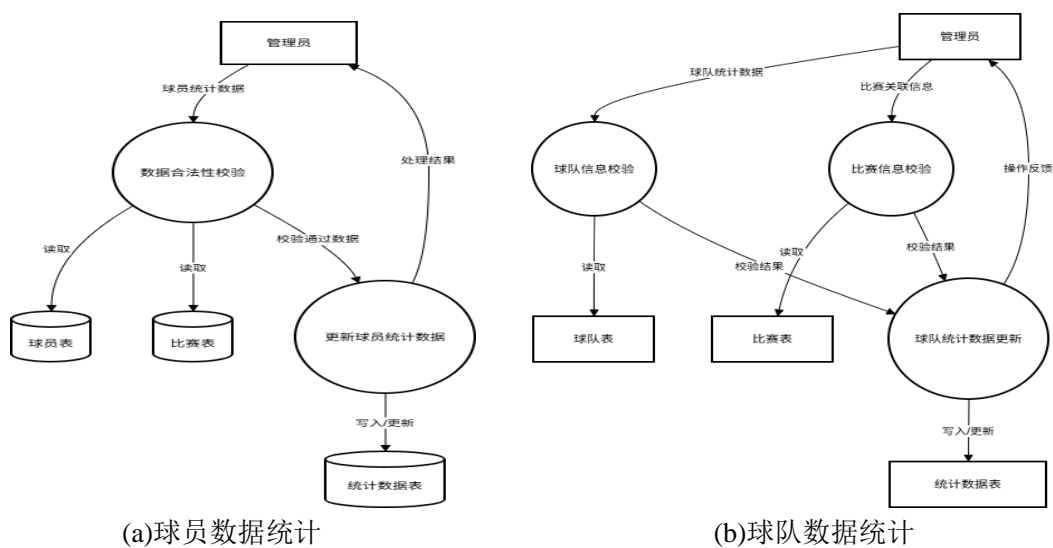 管理员
球员统计数据
数据合法性校验
处理结果
读取
读取
校验通过数据
球员表
比赛表
更新球员统计数据
写入/更新
统计数据表
(a)球员数据统计
管理员
球队统计数据
比赛关联信息
球队信息校验
比赛信息校验
操作反馈
读取
校验结果
读取
校验结果
球队表
比赛表
球队统计数据更新
写入/更新
统计数据表
(b)球队数据统计